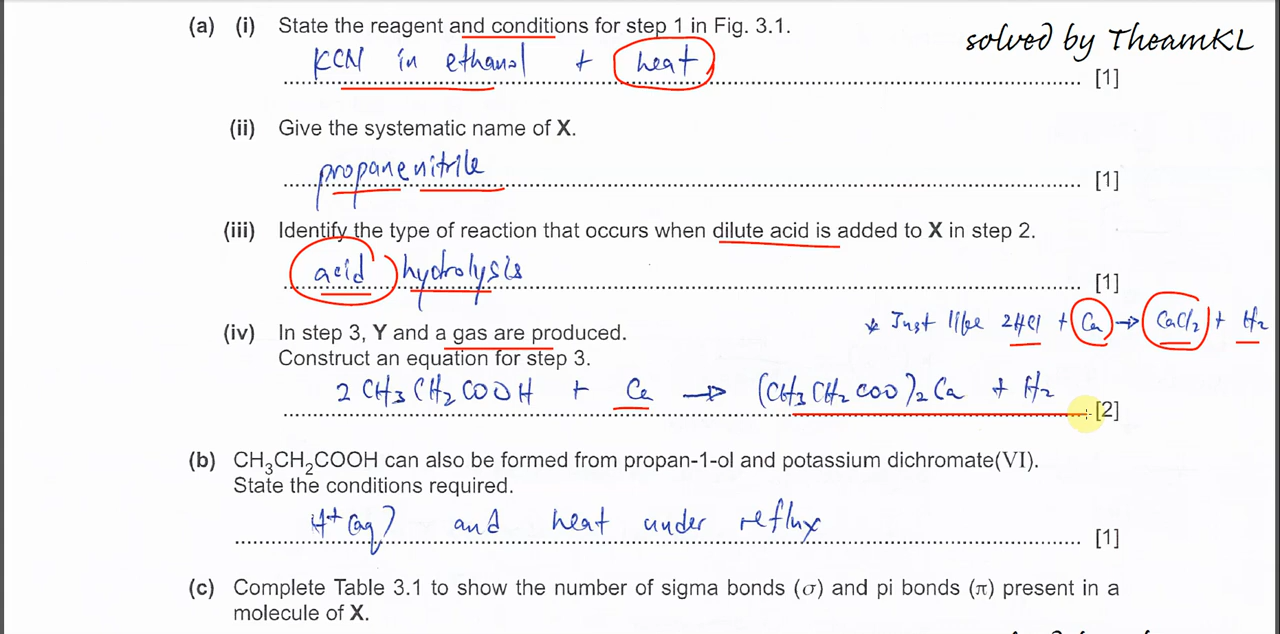 (a) (i) State the reagent and conditions for step 1 in Fig. 3.1.
solved by TheamKL
KCN in ethanol + heat
[1]
(ii) Give the systematic name of X.
propanenitrile
[1]
(iii) Identify the type of reaction that occurs when dilute acid is added to X in step 2.
acid hydrolysis
[1]
* Just like 2HCl + Ca → CaCl2 + H2
(iv) In step 3, Y and a gas are produced.
Construct an equation for step 3.
2 CH3CH2COOH + Ca → (CH3CH2COO)2Ca + H2
[2]
(b) CH3CH2COOH can also be formed from propan-1-ol and potassium dichromate(VI).
State the conditions required.
H+(aq) and heat under reflux
[1]
(c) Complete Table 3.1 to show the number of sigma bonds (σ) and pi bonds (π) present in a
molecule of X.